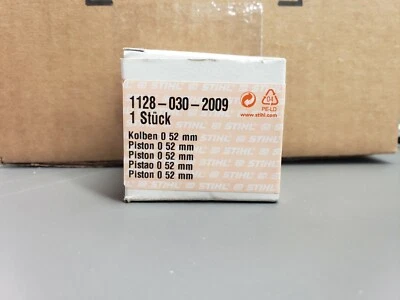 1128-030-2009
1 Stück
Kolben 0 52 mm
Piston 0 52 mm
Piston 0 52 mm
Pistao 0 52 mm
Piston 0 52 mm
04
PE-LD
www.stihl.com
STIHL